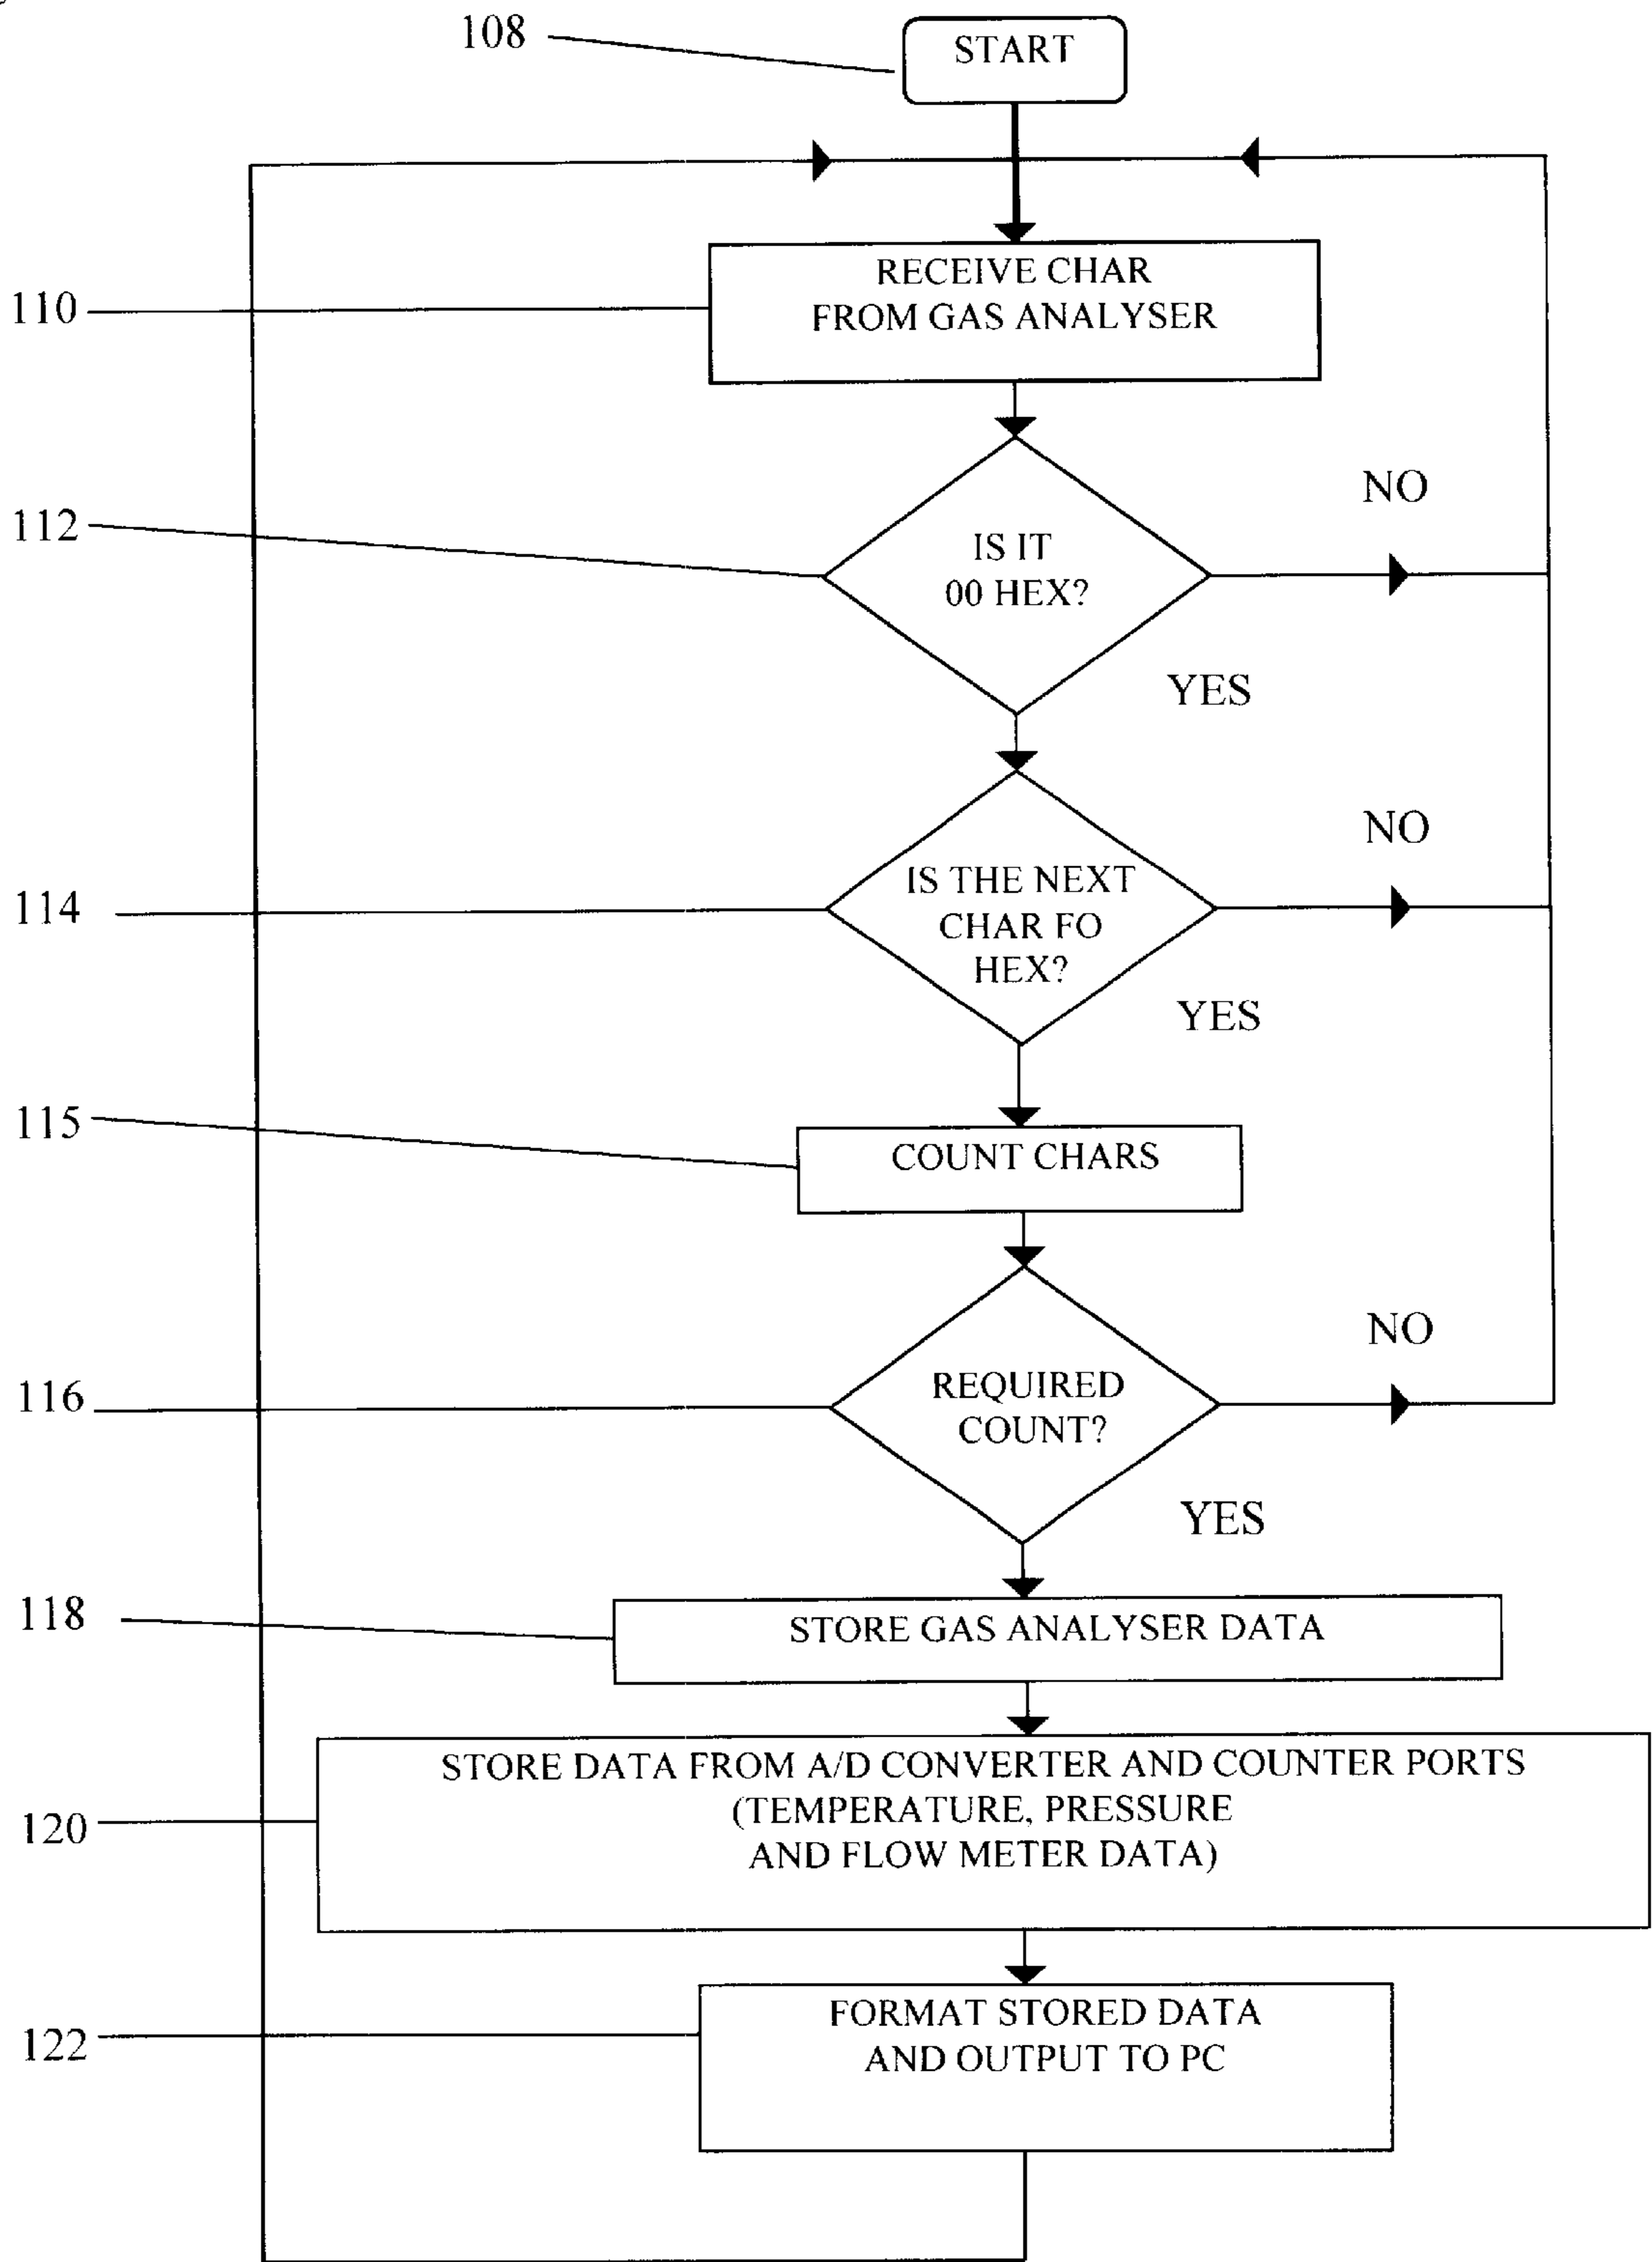 108
START
RECEIVE CHAR
FROM GAS ANALYSER
110
NO
112
IS IT
00 HEX?
YES
NO
114
IS THE NEXT
CHAR FO
HEX?
YES
115
COUNT CHARS
NO
116
REQUIRED
COUNT?
YES
118
STORE GAS ANALYSER DATA
STORE DATA FROM A/D CONVERTER AND COUNTER PORTS
(TEMPERATURE, PRESSURE
120
AND FLOW METER DATA)
FORMAT STORED DATA
122
AND OUTPUT TO PC